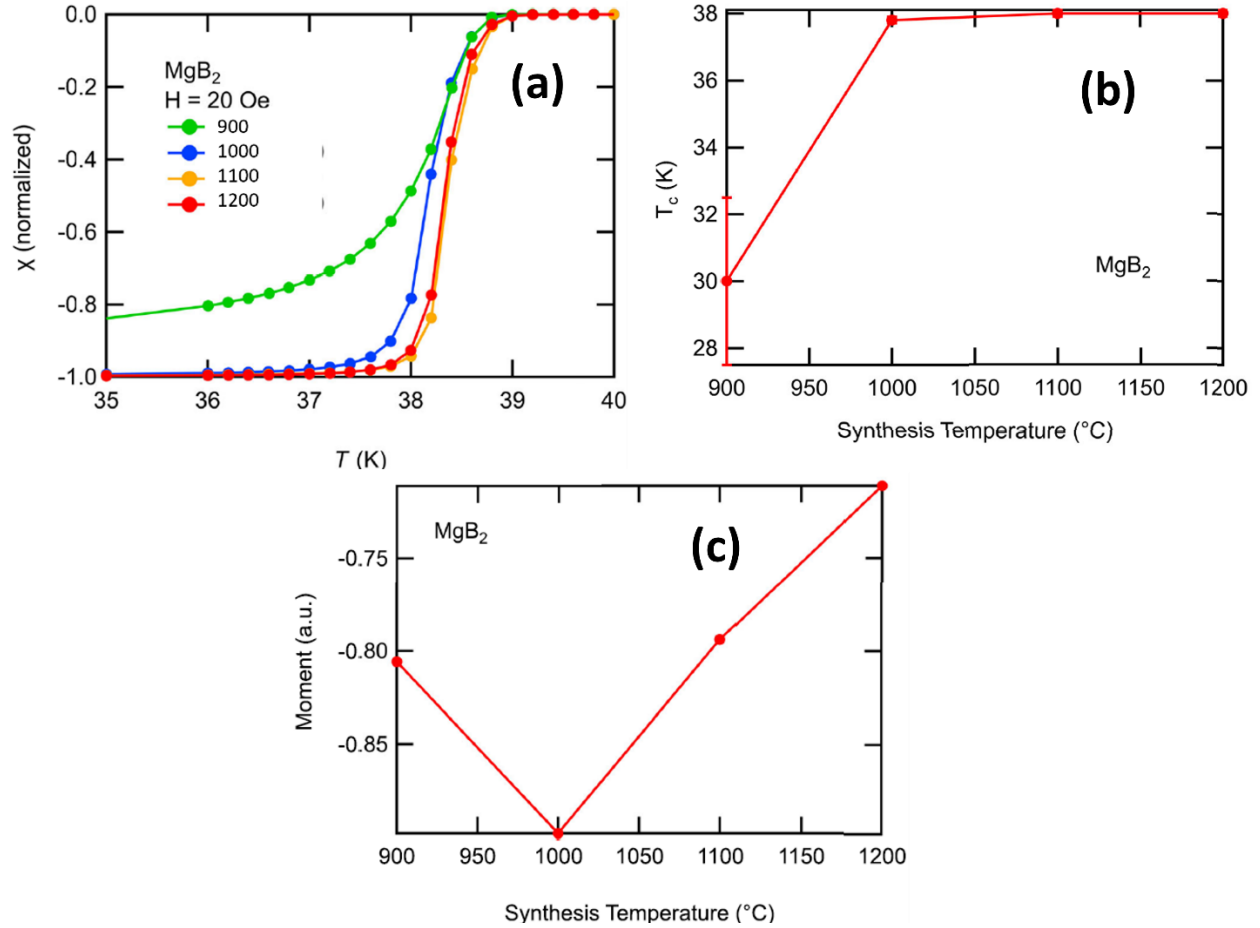 0.0
-0.2
-0.4
-0.6
-0.8
-1.0
χ (normalized)
MgB2
H = 20 Oe
900
1000
1100
1200
(a)
35 36 37 38 39 40
T (K)
38
36
34
32
30
28
Tc (K)
(b)
MgB2
900 950 1000 1050 1100 1150 1200
Synthesis Temperature (°C)
MgB2
(c)
-0.75
-0.80
-0.85
Moment (a.u.)
900 950 1000 1050 1100 1150 1200
Synthesis Temperature (°C)